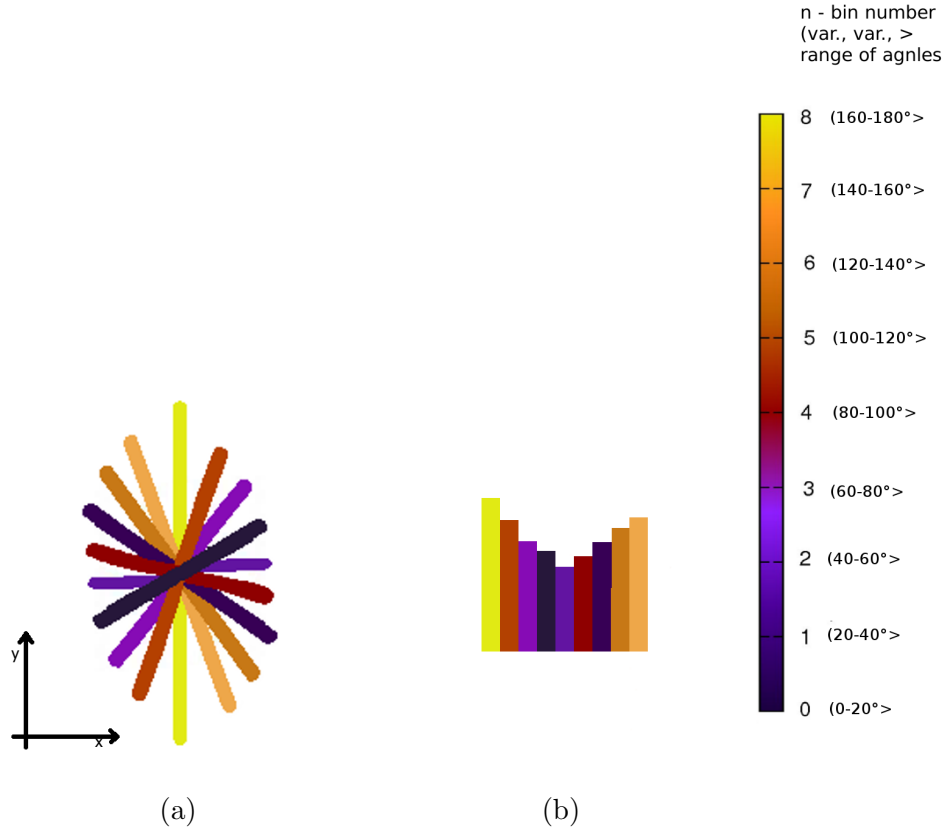 n - bin number
(var., var., >
range of agnles
8 (160-180°>
7 (140-160°>
6 (120-140°>
5 (100-120°>
4 (80-100°>
3 (60-80°>
2 (40-60°>
1 (20-40°>
0 (0-20°>
y
x
(a) (b)